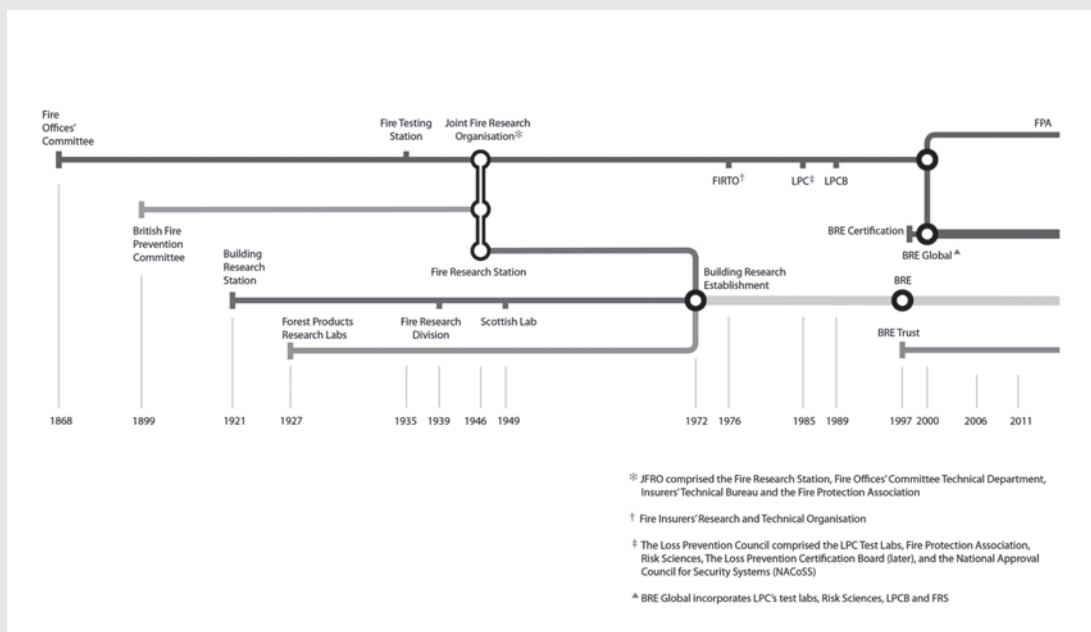 Fire
Offices'
Committee
Fire Testing
Station
Joint Fire Research
Organisation*
FPA
FIRTO†
LPC‡
LPCB
British Fire
Prevention
Committee
BRE Certification
BRE Global▲
Building
Research
Station
Fire Research Station
Building Research
Establishment
BRE
Forest Products
Research Labs
Fire Research
Division
Scottish Lab
BRE Trust
1868
1899
1921
1927
1935
1939
1946
1949
1972
1976
1985
1989
1997
2000
2006
2011
* JFRO comprised the Fire Research Station, Fire Offices' Committee Technical Department,
Insurers' Technical Bureau and the Fire Protection Association
† Fire Insurers' Research and Technical Organisation
‡ The Loss Prevention Council comprised the LPC Test Labs, Fire Protection Association,
Risk Sciences, The Loss Prevention Certification Board (later), and the National Approval
Council for Security Systems (NACoSS)
▲ BRE Global incorporates LPC's test labs, Risk Sciences, LPCB and FRS